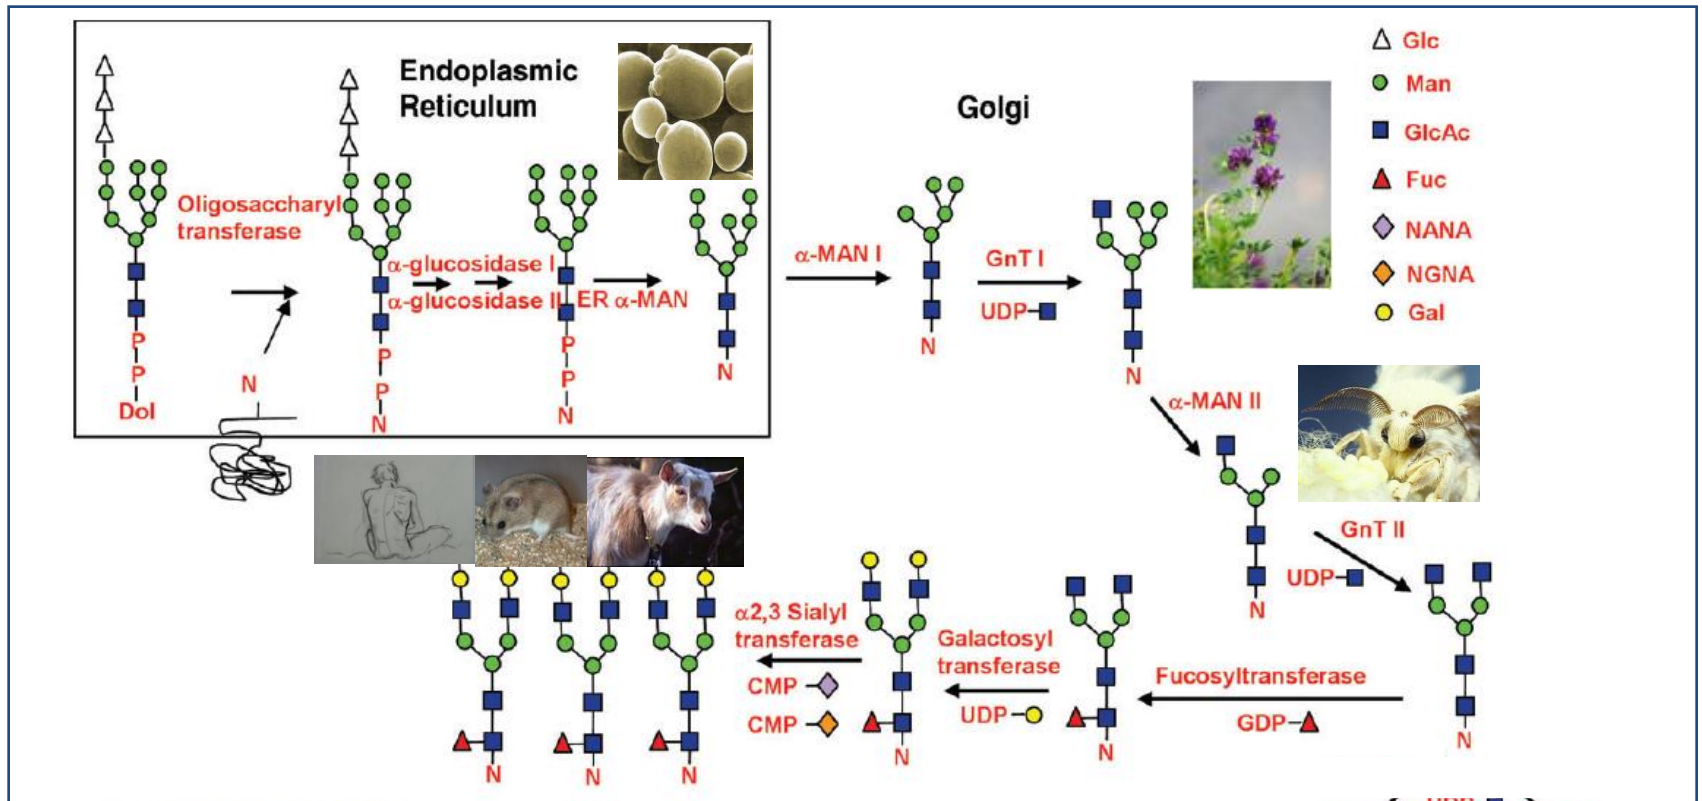 Endoplasmic
Reticulum
Golgi
Glc
Man
GlcAc
Fuc
NANA
NGNA
Gal
Oligosaccharyl
transferase
α-glucosidase I
α-glucosidase II
ER α-MAN
α-MAN I
GnT I
UDP
P
P
Dol
N
P
P
N
P
P
N
N
N
N
α-MAN II
N
GnT II
UDP
N
Fucosyltransferase
GDP
N
Galactosyl
transferase
UDP
N
α2,3 Sialyl
transferase
CMP
CMP
N
N
N